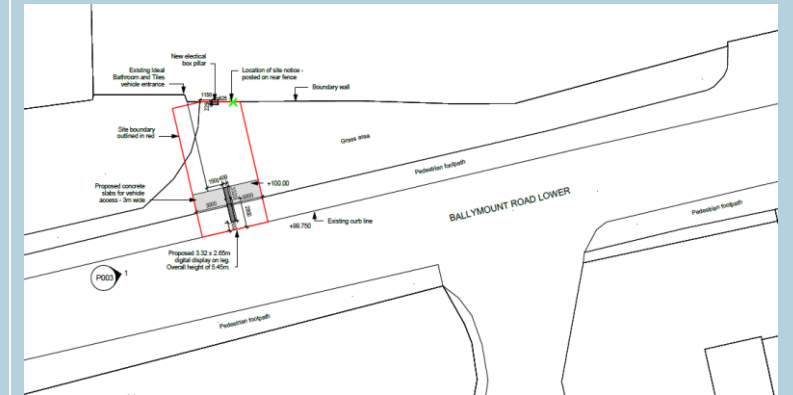 New electical
box pillar
Existing Ideal
Bathroom and Tiles
vehicle entrance
Location of site notice -
posted on rear fence
Boundary wall
1150
Site boundary
outlined in red
Grass area
Pedestrian footpath
Proposed concrete
slabs for vehicle
access - 3m wide
+100.00
3000
BALLYMOUNT ROAD LOWER
Pedestrian footpath
Existing curb line
+99.750
Proposed 3.32 x 2.65m
digital display on leg.
Overall height of 5.45m.
P003
1
Pedestrian footpath